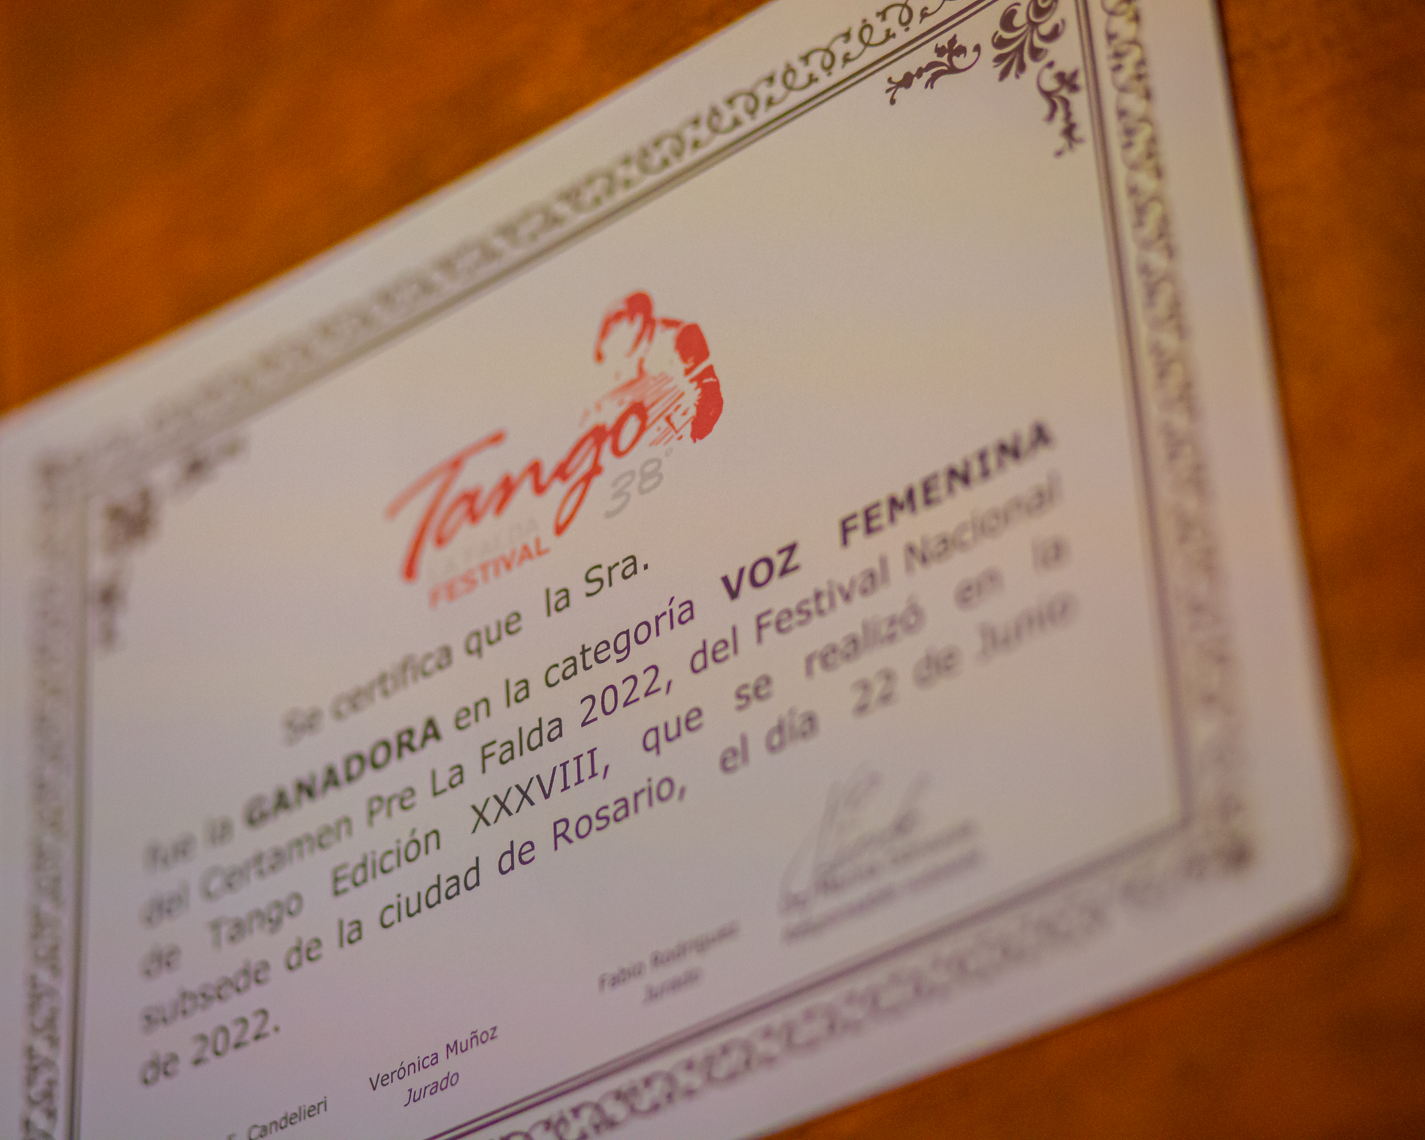 Tango
38°
LA FALDA
FESTIVAL
Se certifica que la Sra.
fue la GANADORA en la categoría VOZ FEMENINA
del Certamen Pre La Falda 2022, del Festival Nacional
de Tango Edición XXXVIII, que se realizó en la
subsede de la ciudad de Rosario, el día 22 de Junio
de 2022.
Candelieri
Verónica Muñoz
Jurado
Fabio Rodriguez
Jurado